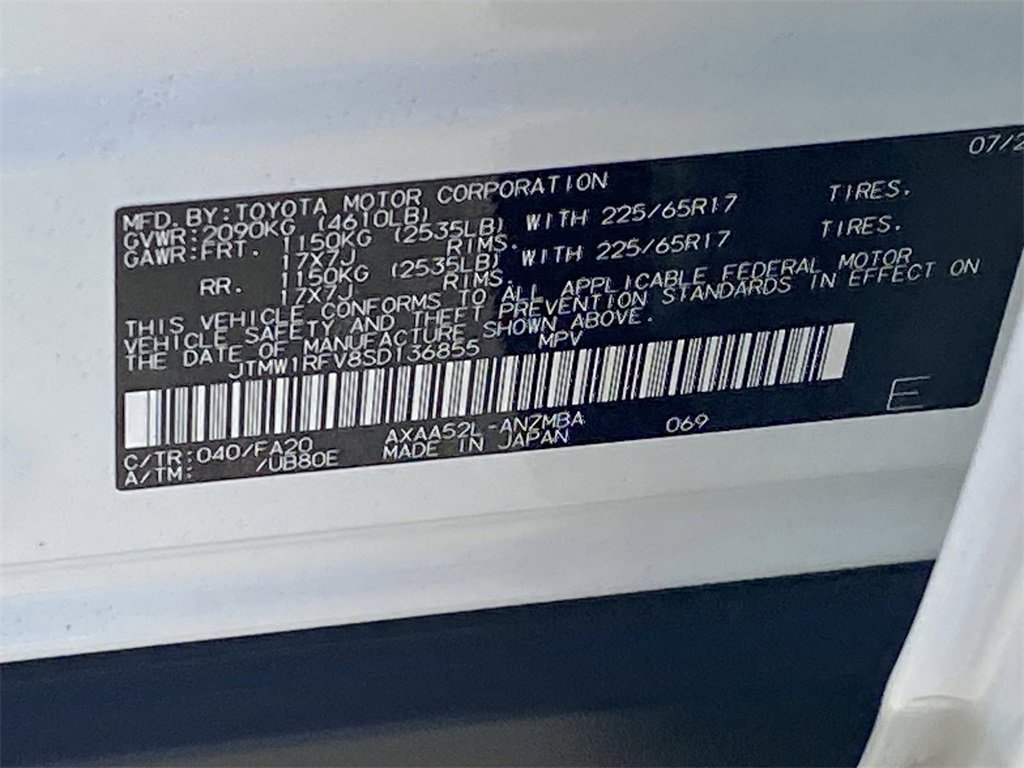 07/2
MFD. BY: TOYOTA MOTOR CORPORATION
GVWR: 2090KG (4610LB)
GAWR: FRT. 1150KG (2535LB) WITH 225/65R17 TIRES.
17X7J RIMS.
RR. 1150KG (2535LB) WITH 225/65R17 TIRES.
17X7J RIMS.
THIS VEHICLE CONFORMS TO ALL APPLICABLE FEDERAL MOTOR
VEHICLE SAFETY AND THEFT PREVENTION STANDARDS IN EFFECT ON
THE DATE OF MANUFACTURE SHOWN ABOVE.
JTMW1RFV8SD136855 MPV
E
C/TR: 040/FA20 AXAA52L-ANZMBA 069
A/TM: /UB80E MADE IN JAPAN